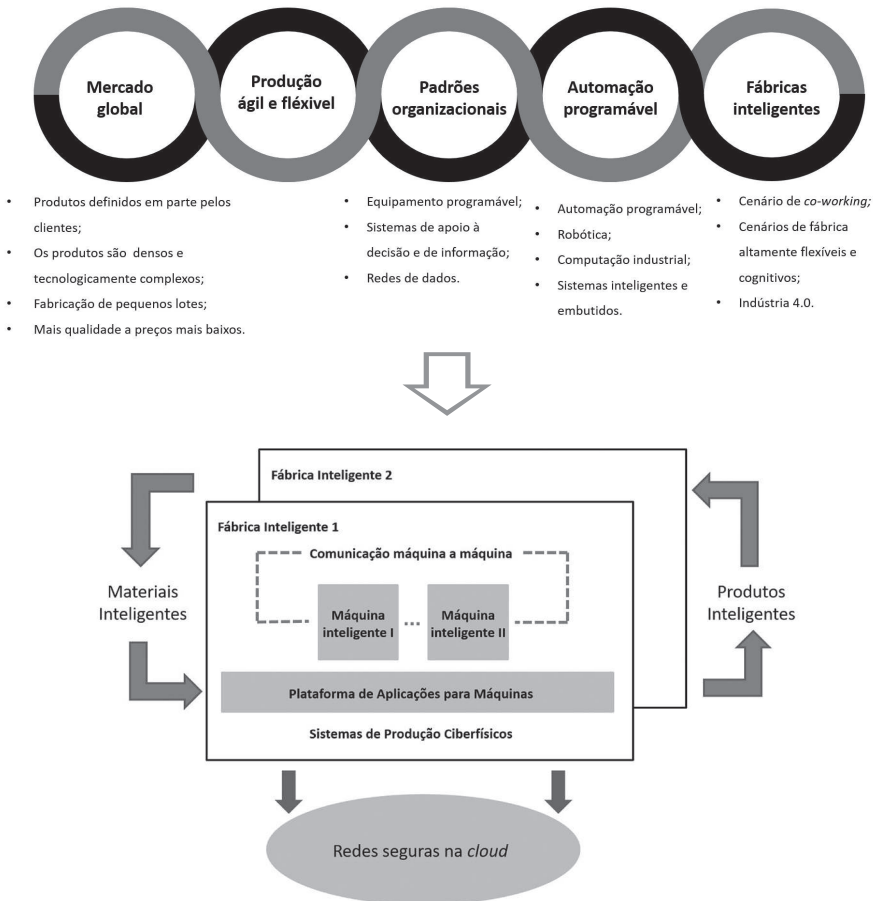 Mercado
global
Produção
ágil e fléxivel
Padrões
organizacionais
Automação
programável
Fábricas
inteligentes
• Produtos definidos em parte pelos
clientes;
• Os produtos são densos e
tecnologicamente complexos;
• Fabricação de pequenos lotes;
• Mais qualidade a preços mais baixos.
• Equipamento programável;
• Sistemas de apoio à
decisão e de informação;
• Redes de dados.
• Automação programável;
• Robótica;
• Computação industrial;
• Sistemas inteligentes e
embutidos.
• Cenário de co-working;
• Cenários de fábrica
altamente flexíveis e
cognitivos;
• Indústria 4.0.
Fábrica Inteligente 2
Fábrica Inteligente 1
Comunicação máquina a máquina
Materiais
Inteligentes
Máquina
inteligente I
...
Máquina
inteligente II
Produtos
Inteligentes
Plataforma de Aplicações para Máquinas
Sistemas de Produção Ciberfísicos
Redes seguras na cloud